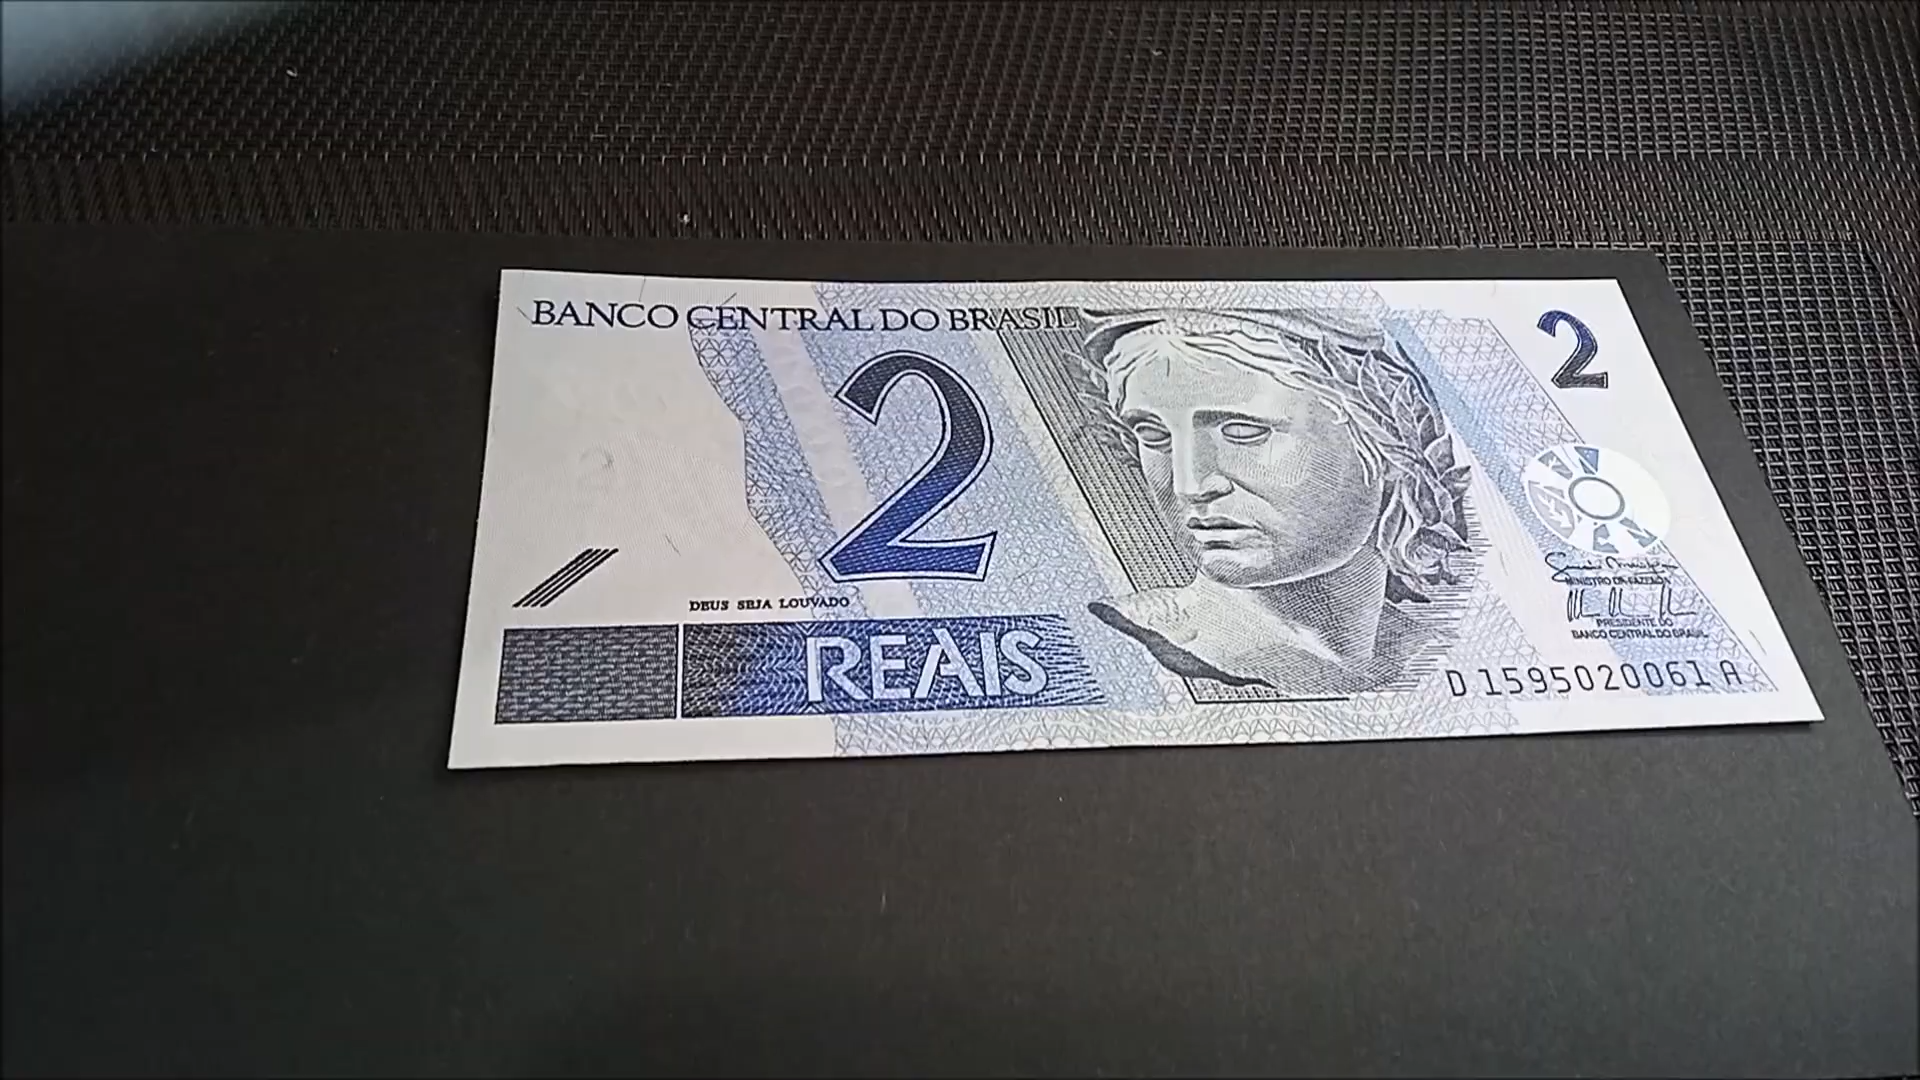 BANCO CENTRAL DO BRASIL
2
2
DEUS SEJA LOUVADO
REAIS
MINISTRO DA FAZENDA
PRESIDENTE DO
BANCO CENTRAL DO BRASIL
D 1595020061 A